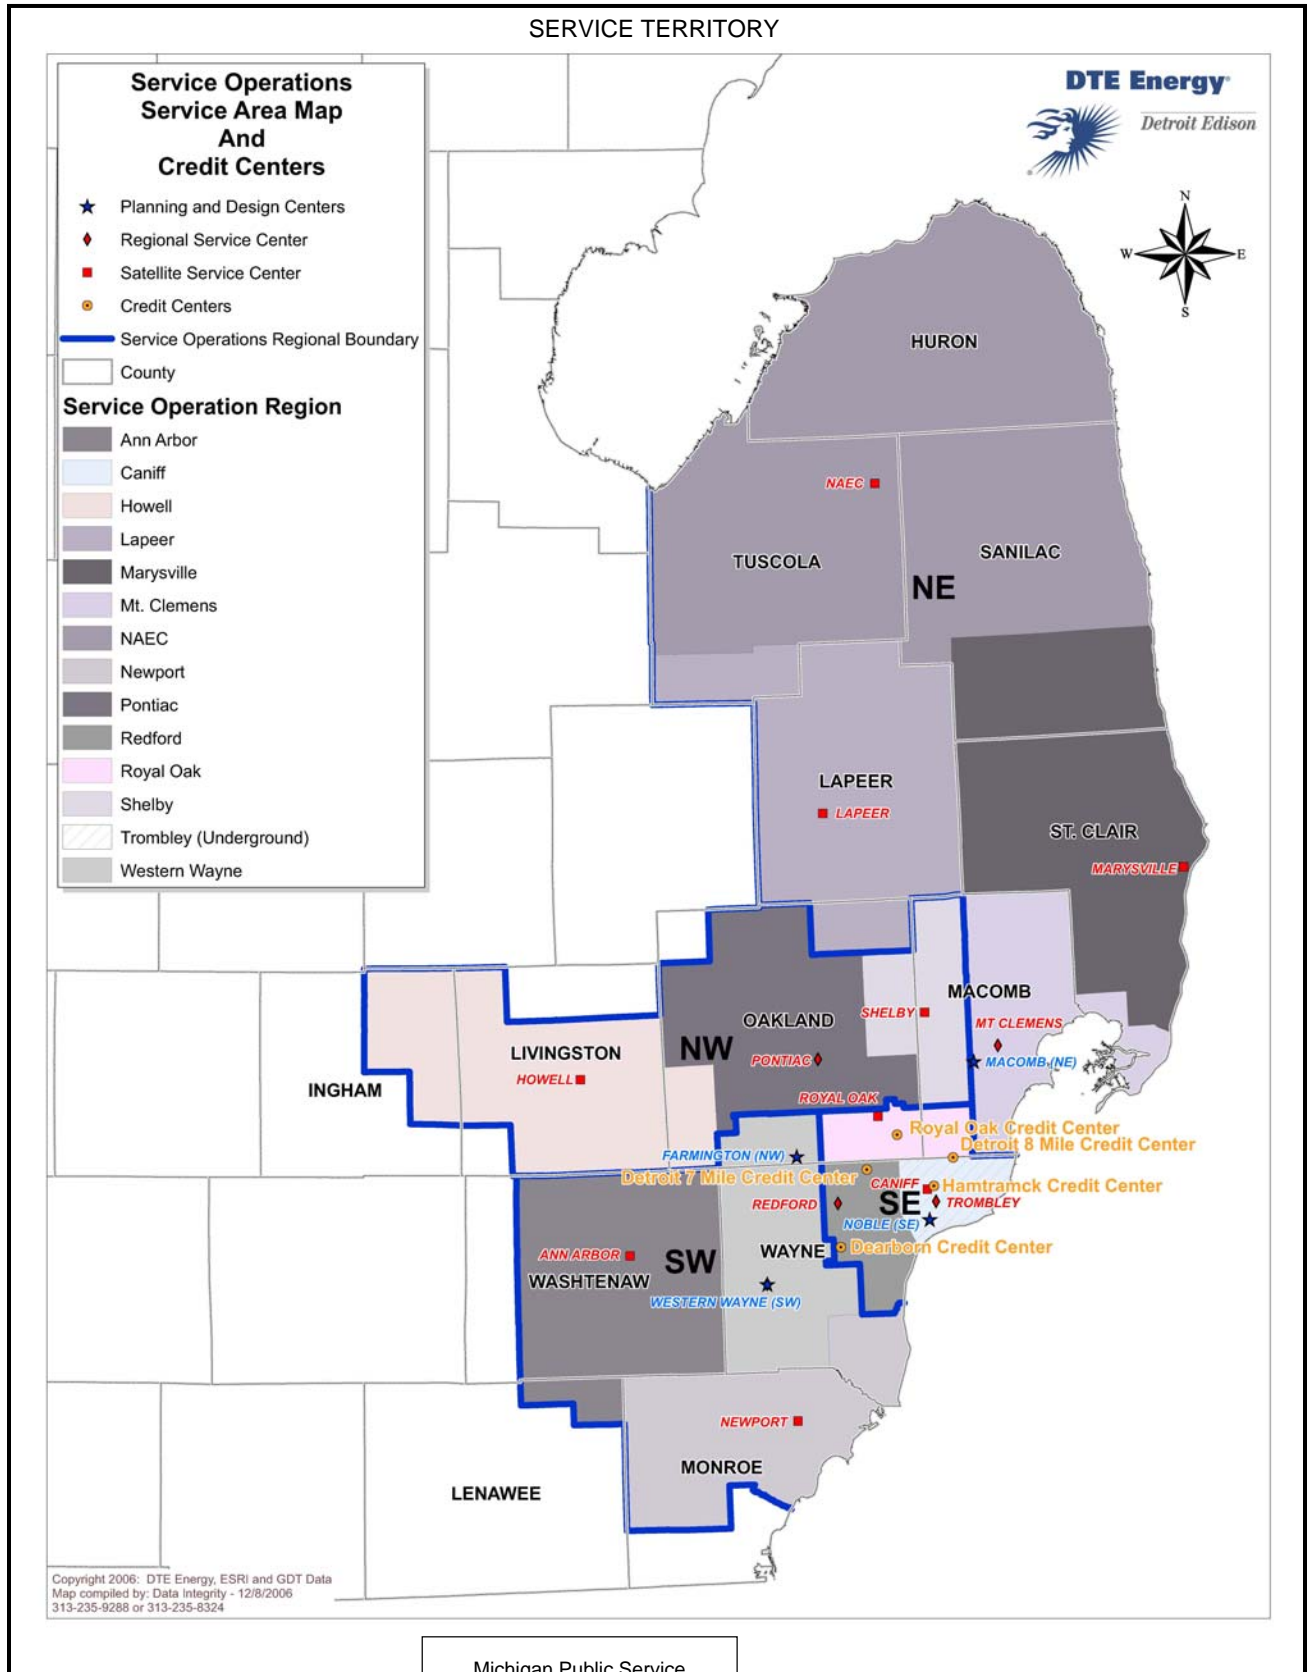 SERVICE TERRITORY
Service Operations
Service Area Map
And
Credit Centers
Planning and Design Centers
Regional Service Center
Satellite Service Center
Credit Centers
Service Operations Regional Boundary
County
Service Operation Region
Ann Arbor
Caniff
Howell
Lapeer
Marysville
Mt. Clemens
NAEC
Newport
Pontiac
Redford
Royal Oak
Shelby
Trombley (Underground)
Western Wayne
DTE Energy®
Detroit Edison
N
W E
S
HURON
NAEC
TUSCOLA
SANILAC
NE
LAPEER
LAPEER
ST. CLAIR
MARYSVILLE
MACOMB
SHELBY
OAKLAND
MT CLEMENS
NW
LIVINGSTON
PONTIAC
MACOMB (NE)
HOWELL
INGHAM
ROYAL OAK
Royal Oak Credit Center
Detroit 8 Mile Credit Center
FARMINGTON (NW)
Detroit 7 Mile Credit Center
CANIFF
Hamtramck Credit Center
REDFORD
SE
TROMBLEY
NOBLE (SE)
WAYNE
Dearborn Credit Center
ANN ARBOR
SW
WASHTENAW
WESTERN WAYNE (SW)
NEWPORT
MONROE
LENAWEE
Copyright 2006: DTE Energy, ESRI and GDT Data
Map compiled by: Data Integrity - 12/8/2006
313-235-9288 or 313-235-8324
Michigan Public Service